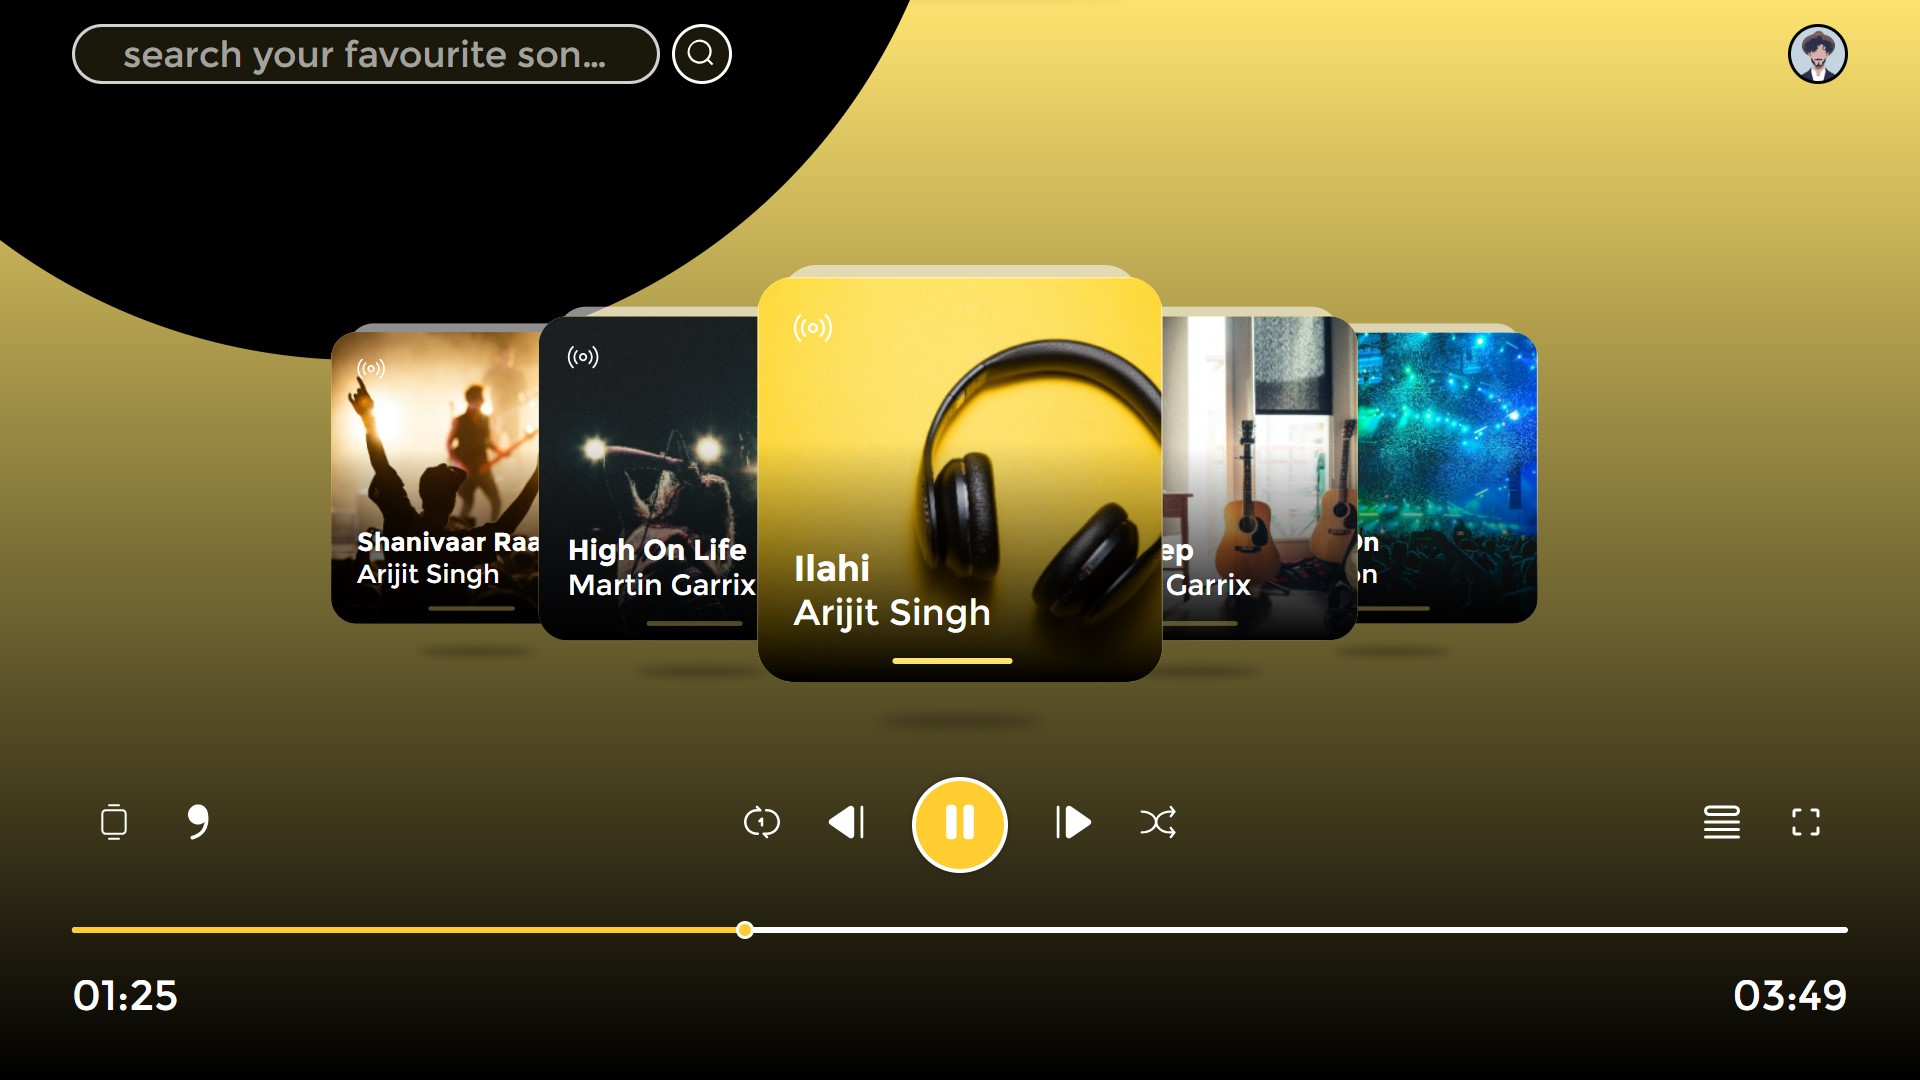 search your favourite son...
Shanivaar Raa
Arijit Singh
High On Life
Martin Garrix
Ilahi
Arijit Singh
ep
Garrix
on
1
01:25
03:49